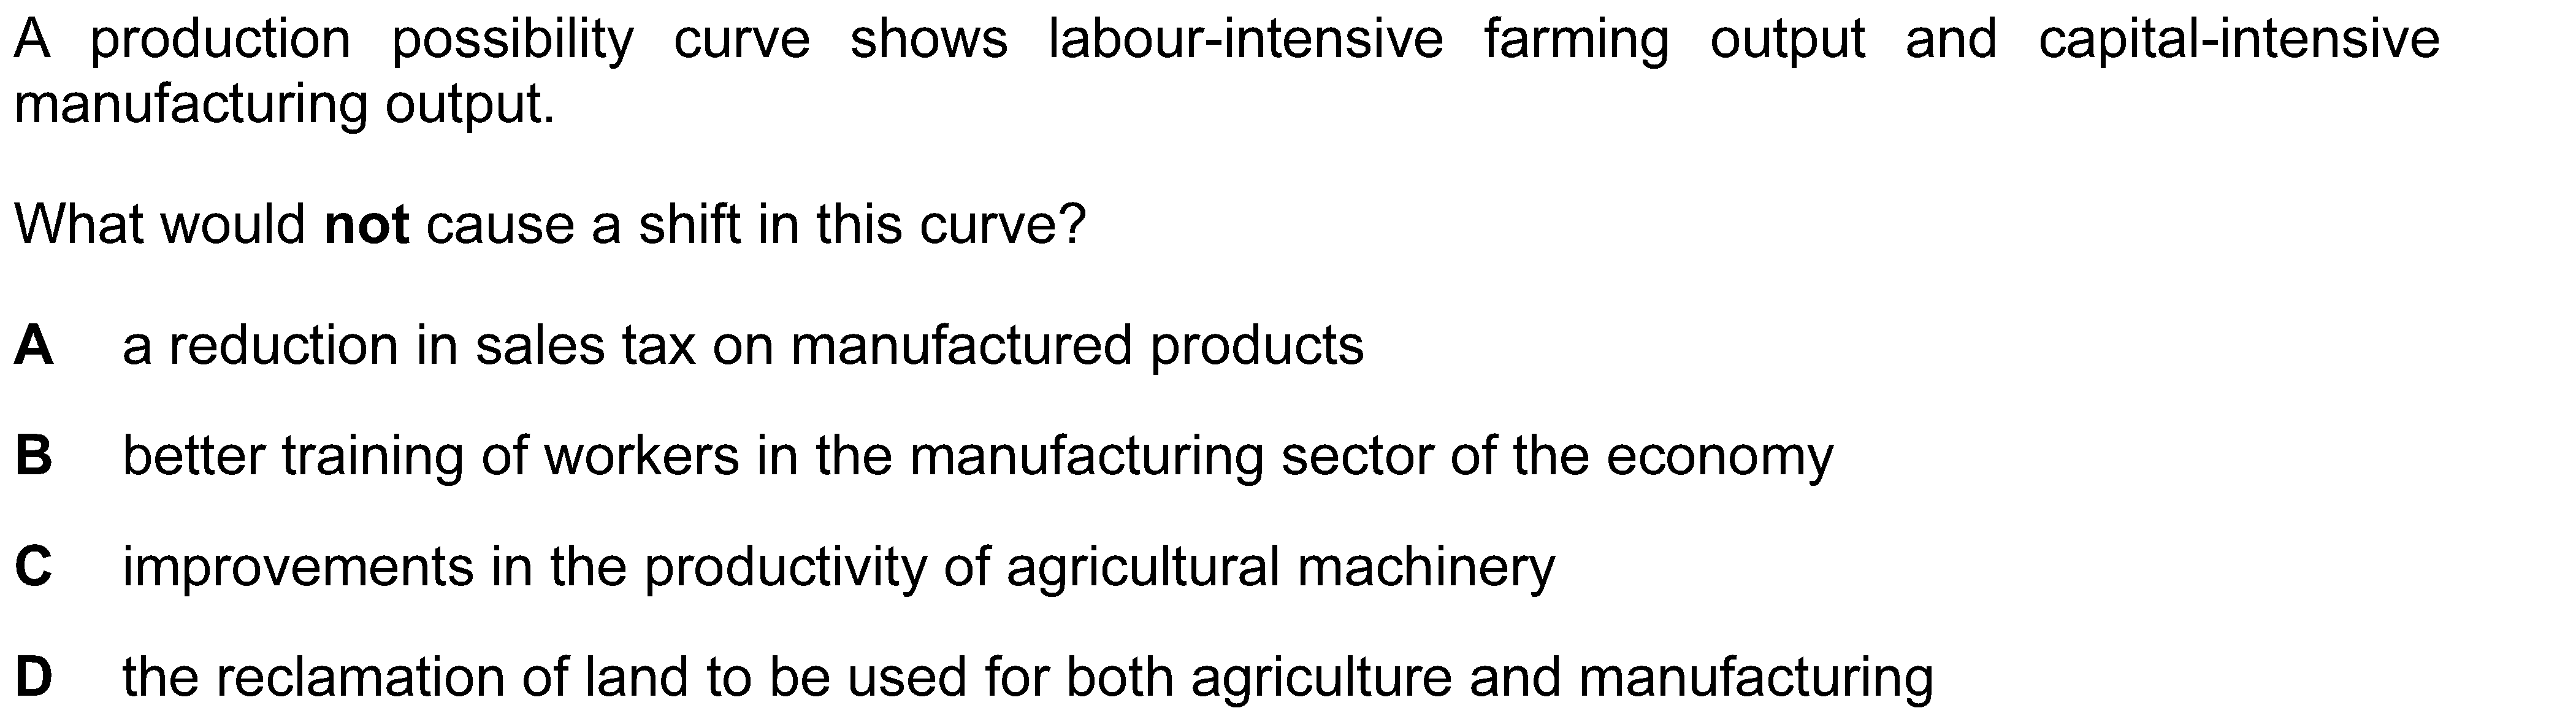 A production possibility curve shows labour-intensive farming output and capital-intensive
manufacturing output.
What would not cause a shift in this curve?
A a reduction in sales tax on manufactured products
B better training of workers in the manufacturing sector of the economy
C improvements in the productivity of agricultural machinery
D the reclamation of land to be used for both agriculture and manufacturing